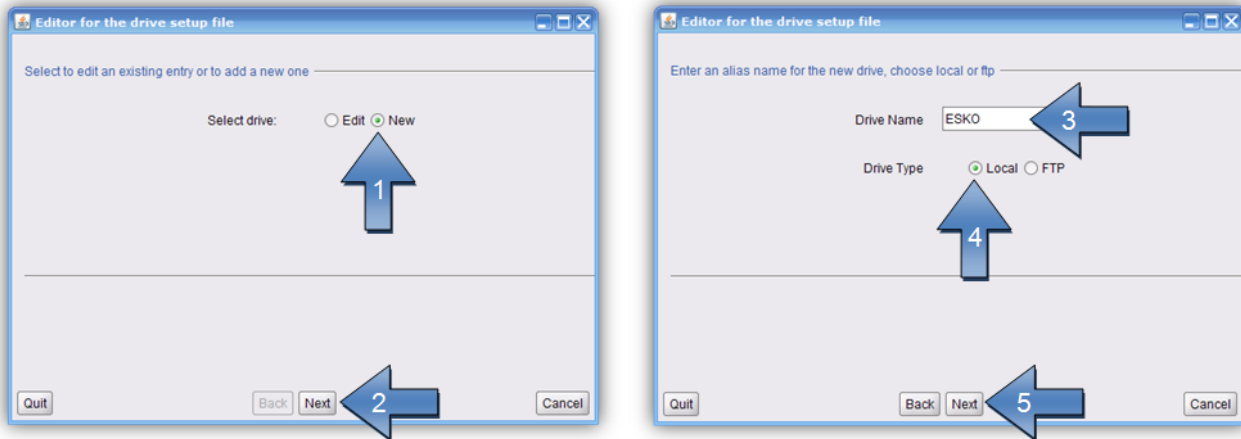 Editor for the drive setup file
Select to edit an existing entry or to add a new one
Select drive: Edit New
1
Quit Back Next 2 Cancel
Editor for the drive setup file
Enter an alias name for the new drive, choose local or ftp
Drive Name ESKO 3
Drive Type Local FTP
4
Quit Back Next 5 Cancel